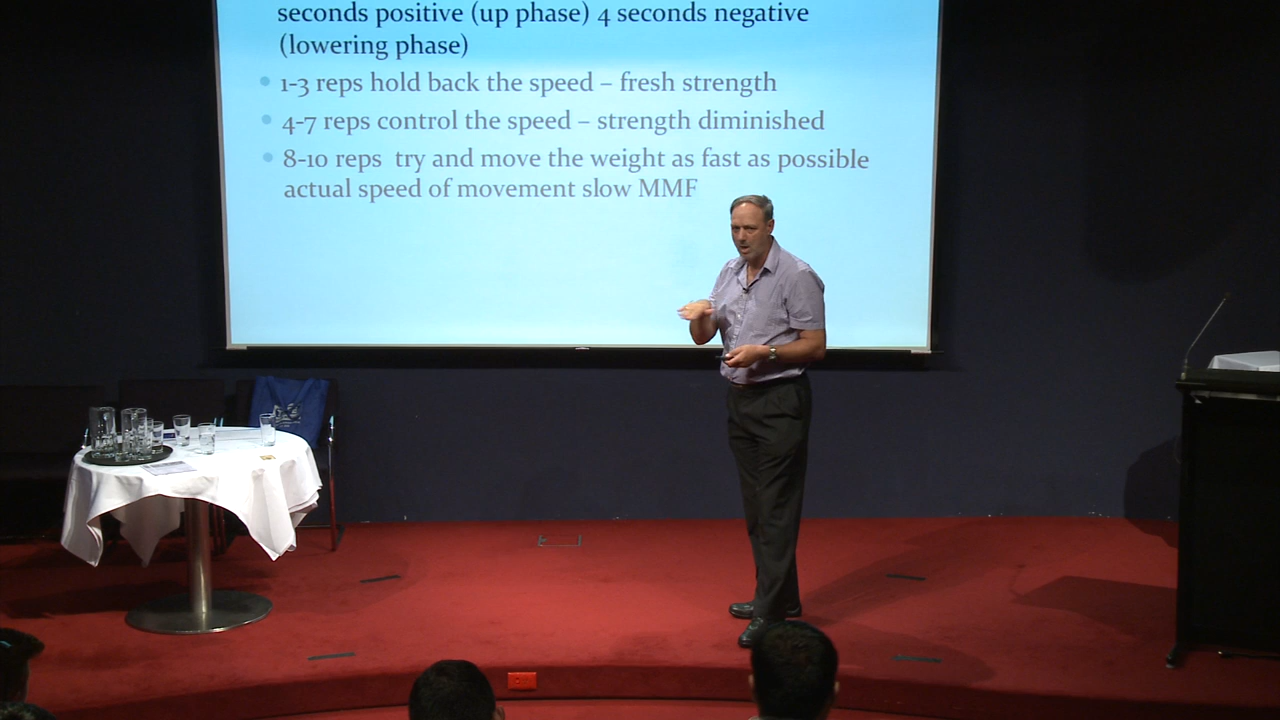 seconds positive (up phase) 4 seconds negative
(lowering phase)
1-3 reps hold back the speed – fresh strength
4-7 reps control the speed – strength diminished
8-10 reps try and move the weight as fast as possible
actual speed of movement slow MMF